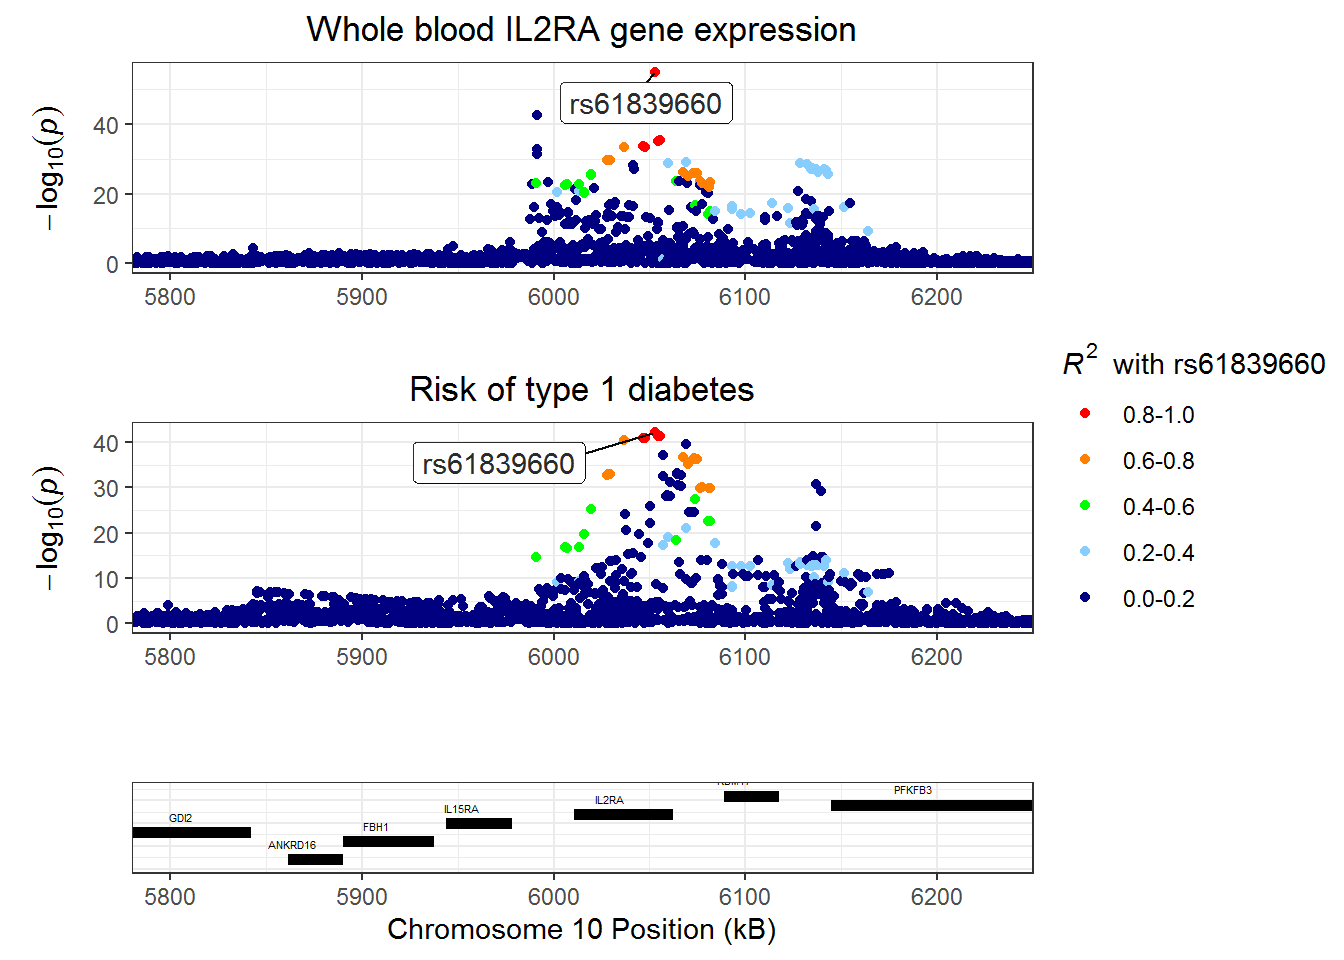 Whole blood IL2RA gene expression
− log10(p)
40
20
0
rs61839660
5800 5900 6000 6100 6200
Risk of type 1 diabetes
− log10(p)
40
30
20
10
0
rs61839660
5800 5900 6000 6100 6200
R2 with rs61839660
0.8-1.0
0.6-0.8
0.4-0.6
0.2-0.4
0.0-0.2
PFKFB3
IL2RA
IL15RA
GDI2
FBH1
ANKRD16
5800 5900 6000 6100 6200
Chromosome 10 Position (kB)